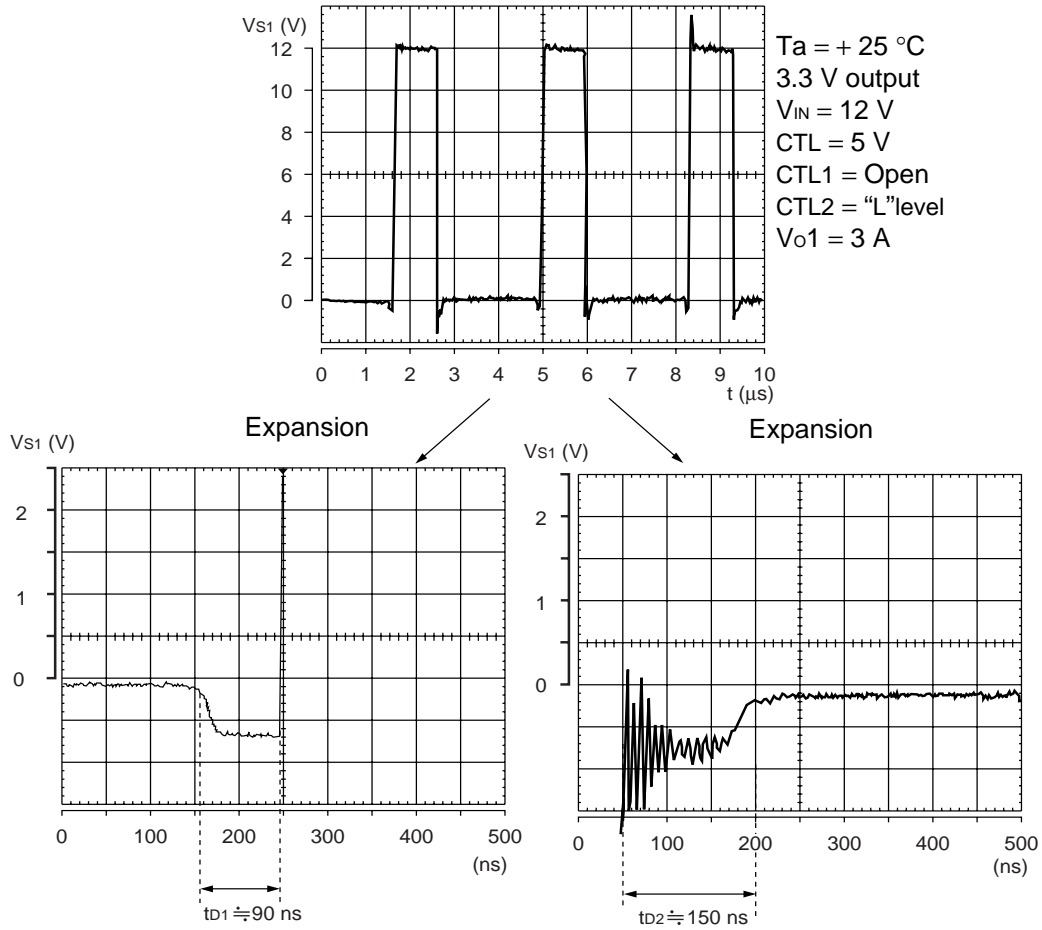 VS1 (V)
12
10
8
6
4
2
0
0 1 2 3 4 5 6 7 8 9 10
t (μs)
Ta = + 25 °C
3.3 V output
VIN = 12 V
CTL = 5 V
CTL1 = Open
CTL2 = “L”level
VO1 = 3 A
Expansion
VS1 (V)
2
1
0
0 100 200 300 400 500
(ns)
tD1≒90 ns
Expansion
VS1 (V)
2
1
0
0 100 200 300 400 500
(ns)
tD2≒150 ns